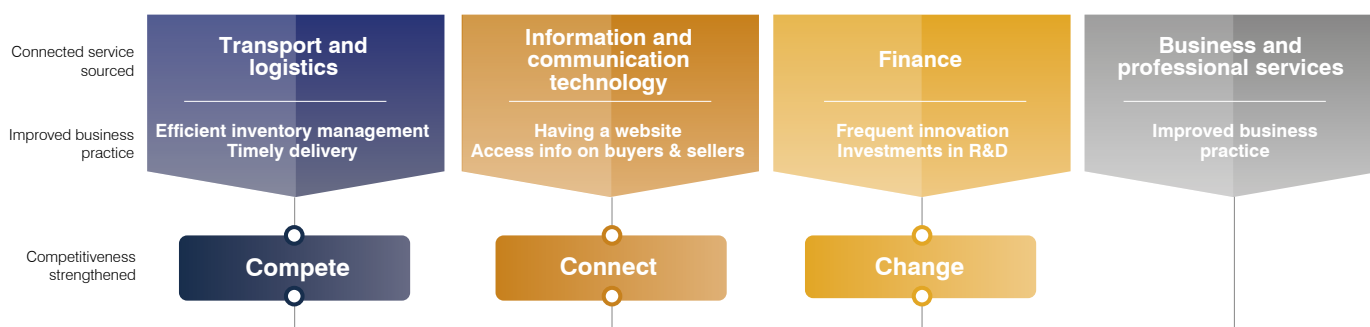 Connected service
sourced
Transport and
logistics
Information and
communication
technology
Finance
Business and
professional services
Improved business
practice
Efficient inventory management
Timely delivery
Having a website
Access info on buyers & sellers
Frequent innovation
Investments in R&D
Improved business
practice
Competitiveness
strengthened
Compete
Connect
Change